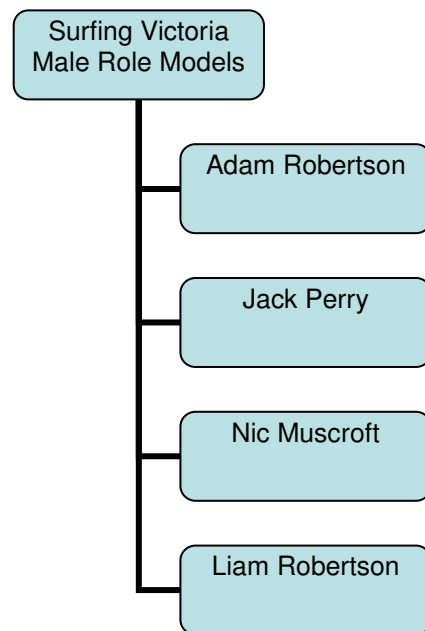 Surfing Victoria
Male Role Models
Adam Robertson
Jack Perry
Nic Muscroft
Liam Robertson